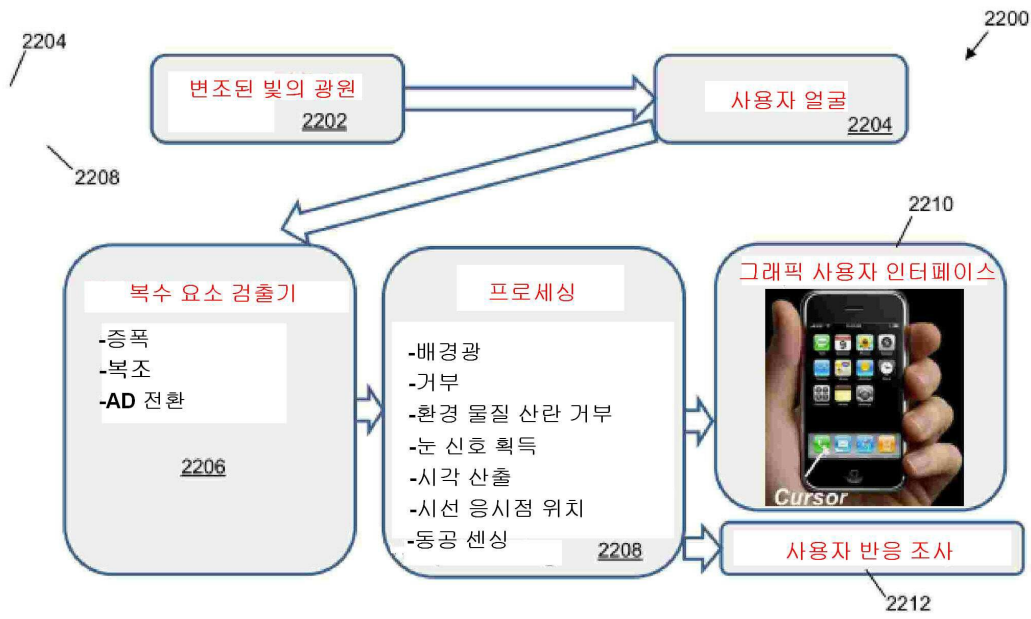 2200
2204
변조된 빛의 광원
2202
사용자 얼굴
2204
2208
2210
복수 요소 검출기
-증폭
-복조
-AD 전환
2206
프로세싱
-배경광
-거부
-환경 물질 산란 거부
-눈 신호 획득
-시각 산출
-시선 응시점 위치
-동공 센싱
2208
그래픽 사용자 인터페이스
9
Cursor
사용자 반응 조사
2212